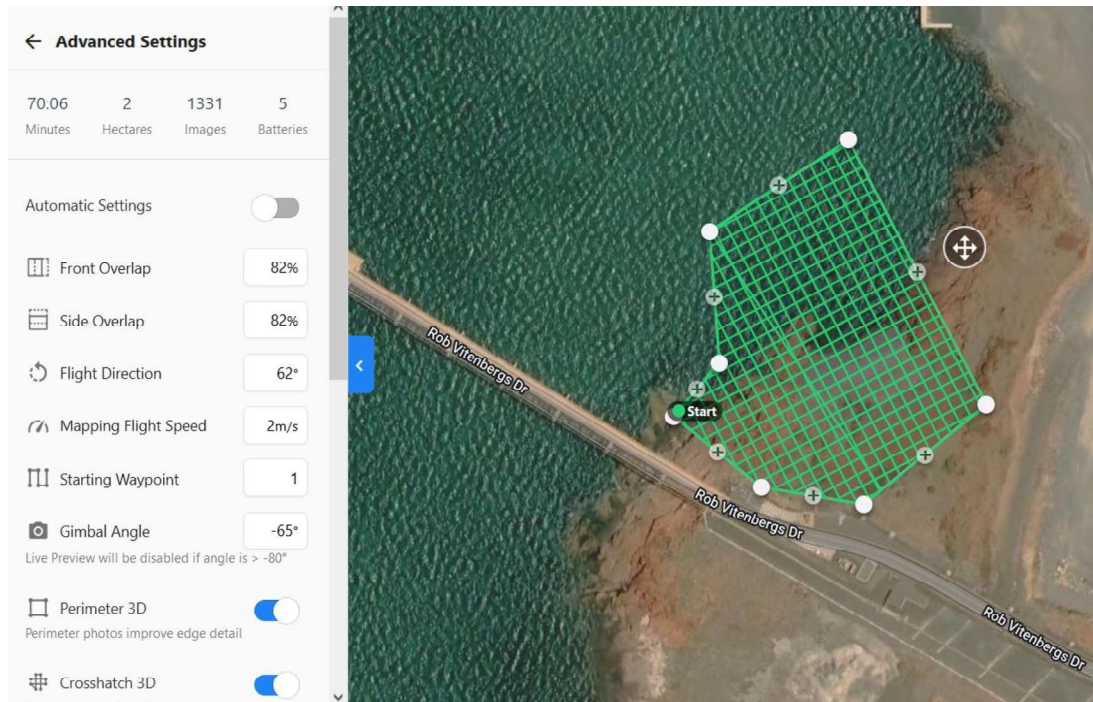 Advanced Settings
70.06 2 1331 5
Minutes Hectares Images Batteries
Automatic Settings
Front Overlap 82%
Side Overlap 82%
Flight Direction 62°
Mapping Flight Speed 2m/s
Starting Waypoint 1
Gimbal Angle -65°
Live Preview will be disabled if angle is > -80°
Perimeter 3D
Perimeter photos improve edge detail
Crosshatch 3D
Rob Vitenbergs Dr
Start
Rob Vitenbergs Dr
Rob Vitenbergs Dr